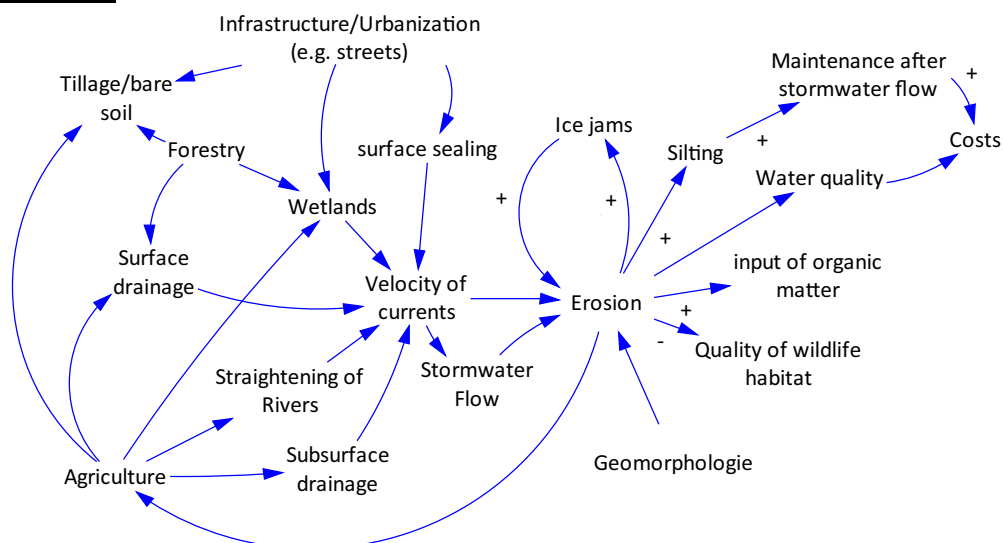 Infrastructure/Urbanization
(e.g. streets)
Tillage/bare
soil
Forestry
surface sealing
Wetlands
Surface
drainage
Velocity of
currents
Straightening of
Rivers
Stormwater
Flow
Subsurface
drainage
Agriculture
Ice jams
+
+
Erosion
Silting
+
+
Maintenance after
stormwater flow
+
Costs
Water quality
input of organic
matter
+
-
Quality of wildlife
habitat
Geomorphologie